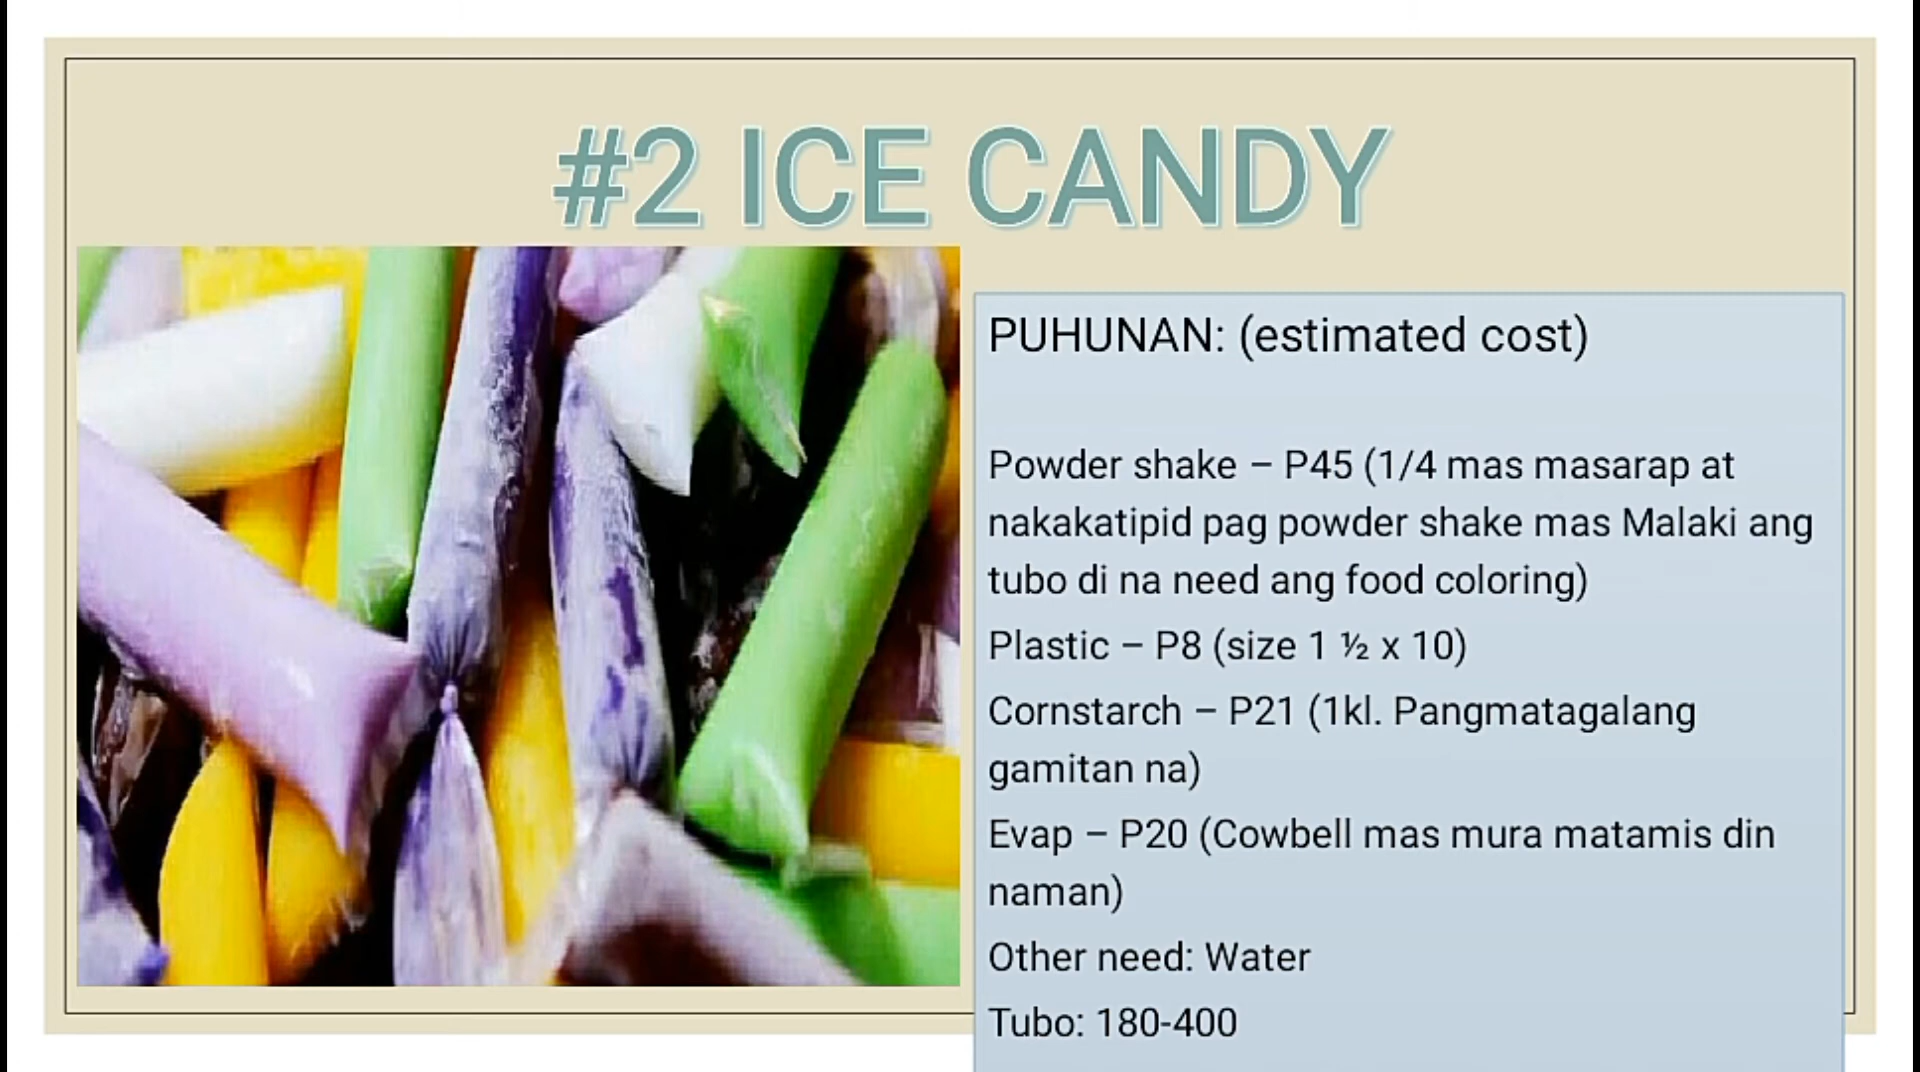 #2 ICE CANDY
PUHUNAN: (estimated cost)
Powder shake – P45 (1/4 mas masarap at
nakakatipid pag powder shake mas Malaki ang
tubo di na need ang food coloring)
Plastic – P8 (size 1 ½ x 10)
Cornstarch – P21 (1kl. Pangmatagalang
gamitan na)
Evap – P20 (Cowbell mas mura matamis din
naman)
Other need: Water
Tubo: 180-400